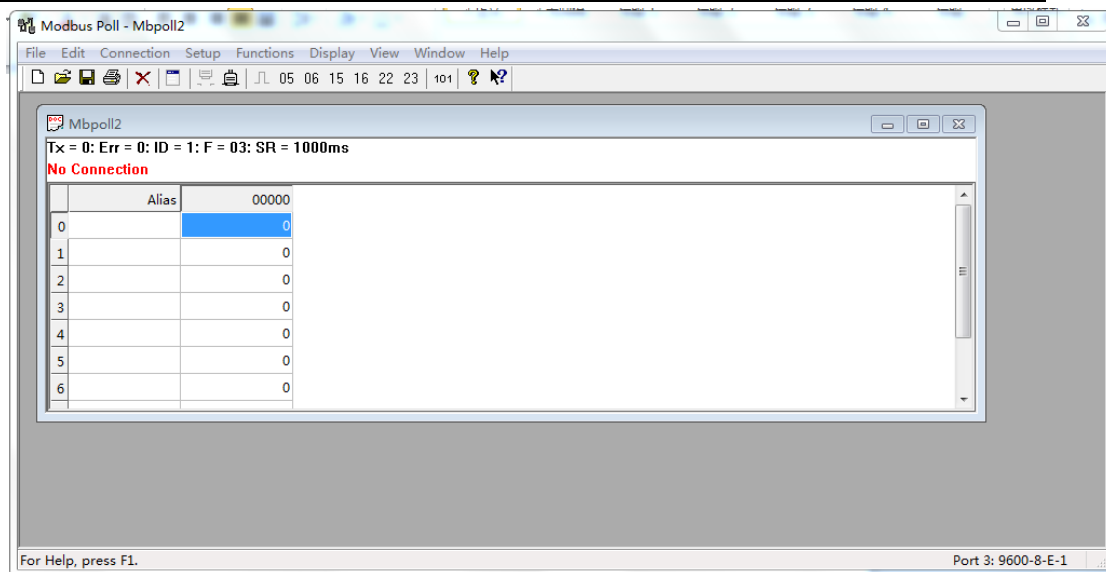 Modbus Poll - Mbpoll2
File Edit Connection Setup Functions Display View Window Help
05 06 15 16 22 23 101
Mbpoll2
Tx = 0: Err = 0: ID = 1: F = 03: SR = 1000ms
No Connection
Alias 00000
0 0
1 0
2 0
3 0
4 0
5 0
6 0
For Help, press F1. Port 3: 9600-8-E-1